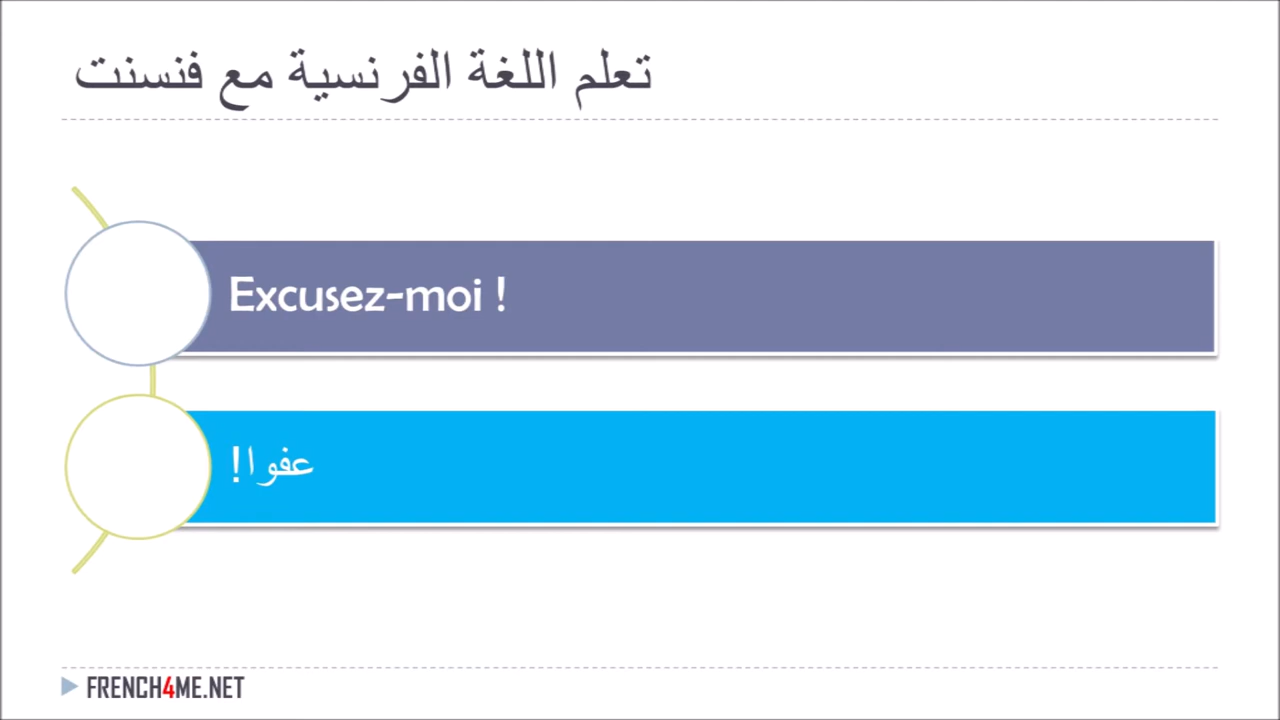 تعلم اللغة الفرنسية مع فنسنت
Excusez-moi !
عفوا!
FRENCH4ME.NET